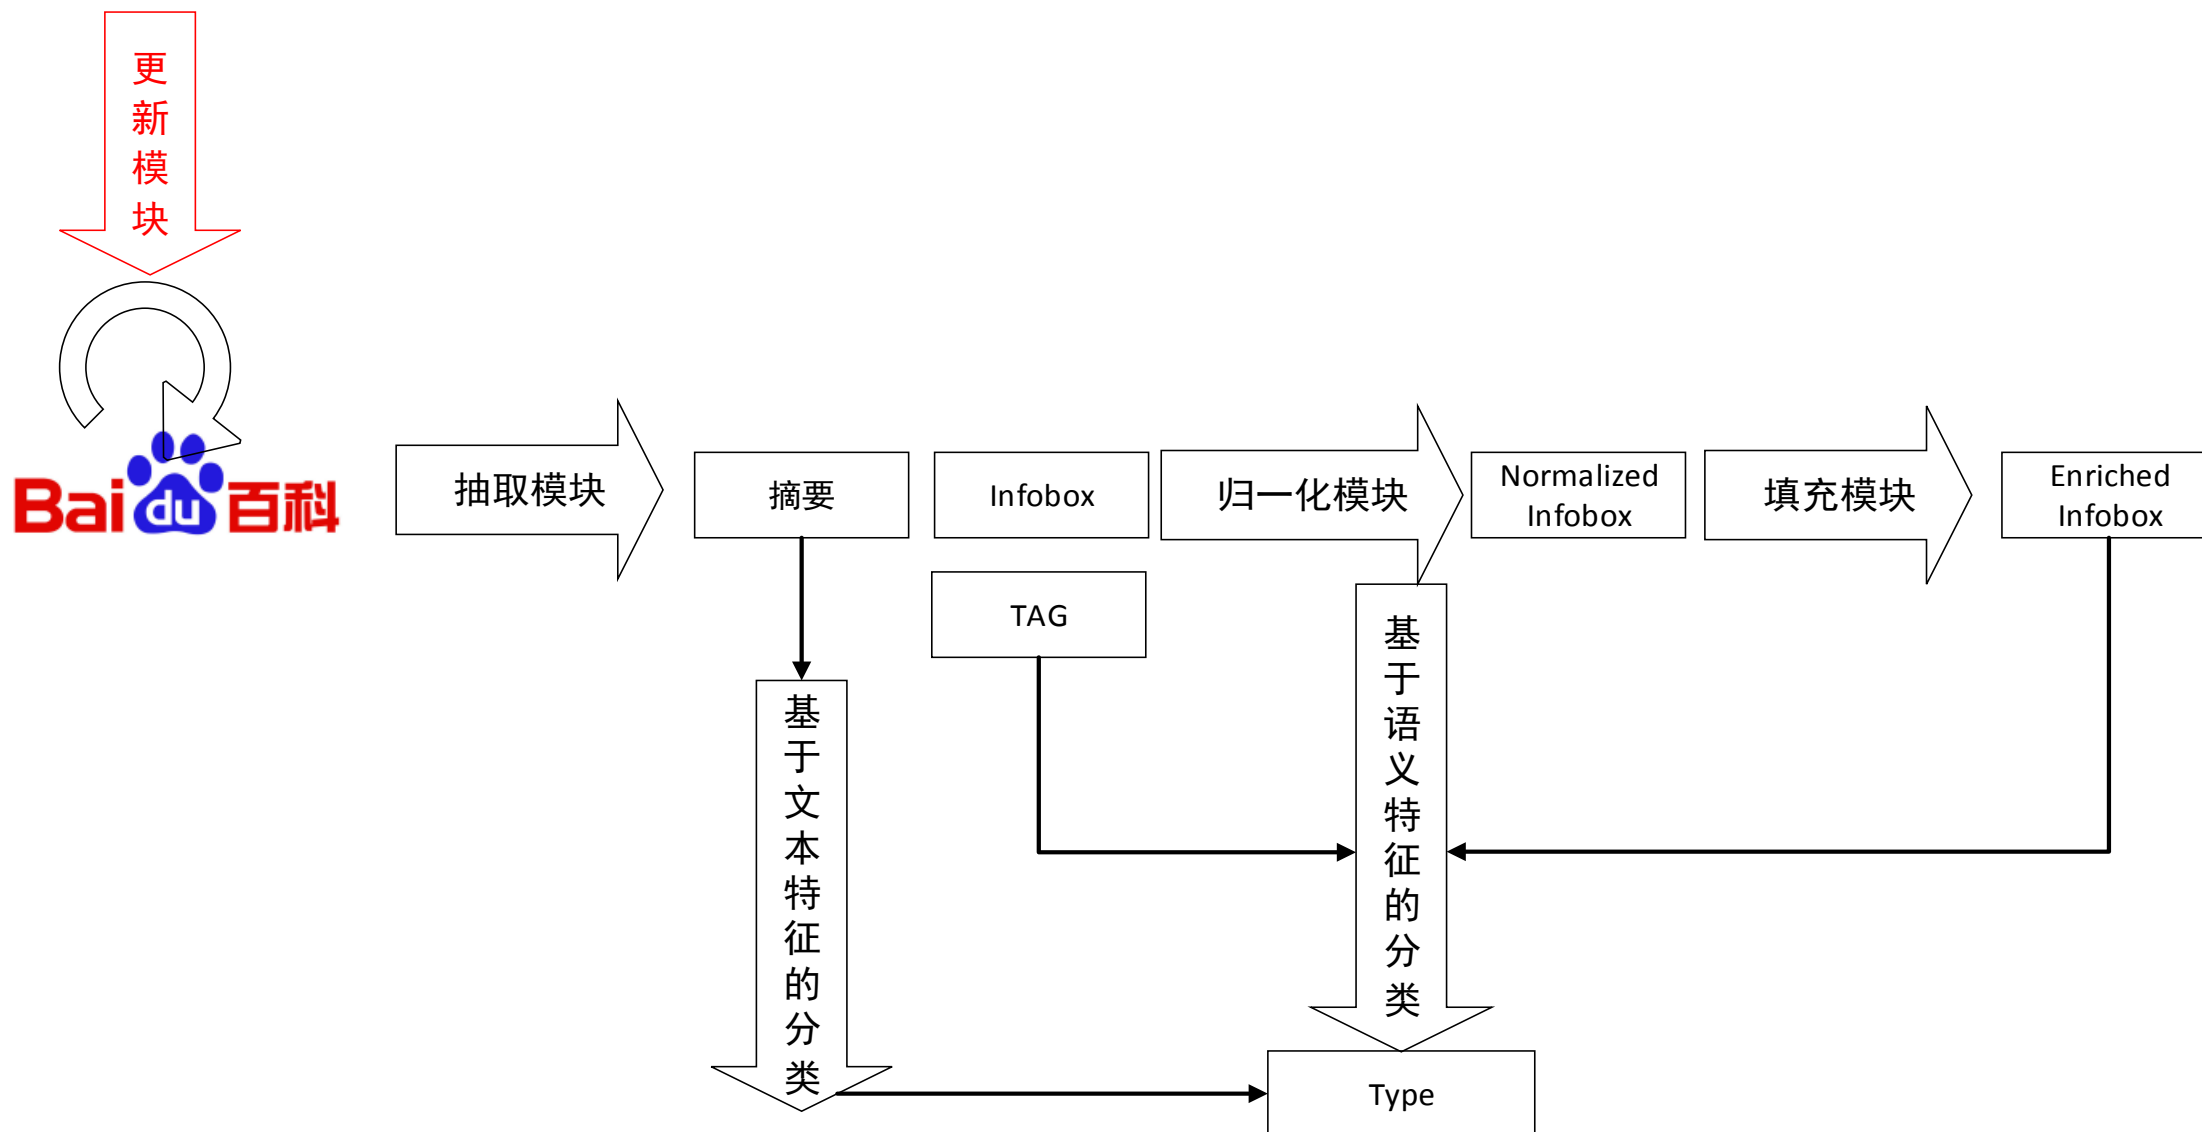 更新模块
Baidu百科
抽取模块
摘要
Infobox
归一化模块
Normalized
Infobox
填充模块
Enriched
Infobox
TAG
基于文本特征的分类
基于语义特征的分类
Type